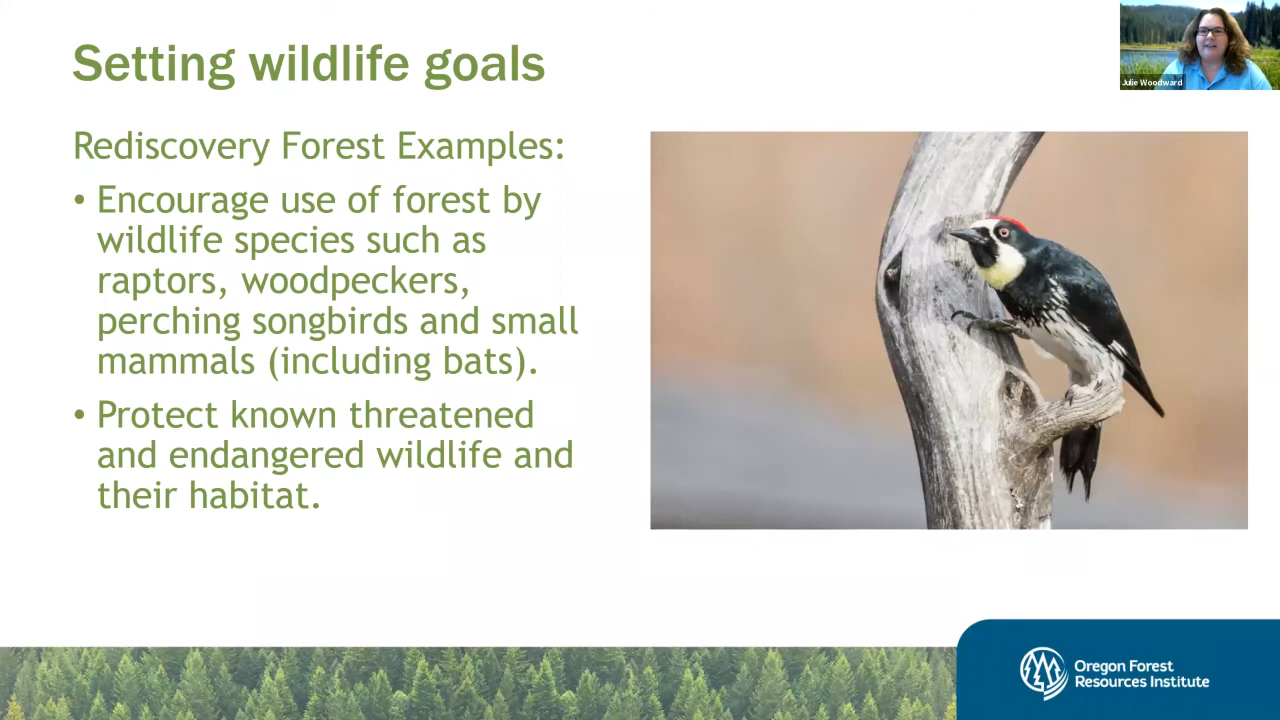 Setting wildlife goals
Julie Woodward
Rediscovery Forest Examples:
• Encourage use of forest by
wildlife species such as
raptors, woodpeckers,
perching songbirds and small
mammals (including bats).
• Protect known threatened
and endangered wildlife and
their habitat.
Oregon Forest
Resources Institute